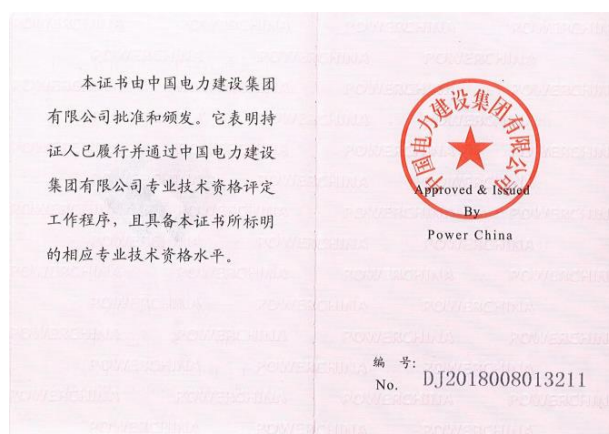 本证书由中国电力建设集团
有限公司批准和颁发。它表明持
证人已履行并通过中国电力建设
集团有限公司专业技术资格评定
工作程序，且具备本证书所标明
的相应专业技术资格水平。
中国电力建设集团有限公司
Approved & Issued
By
Power China
编 号:
No. DJ2018008013211